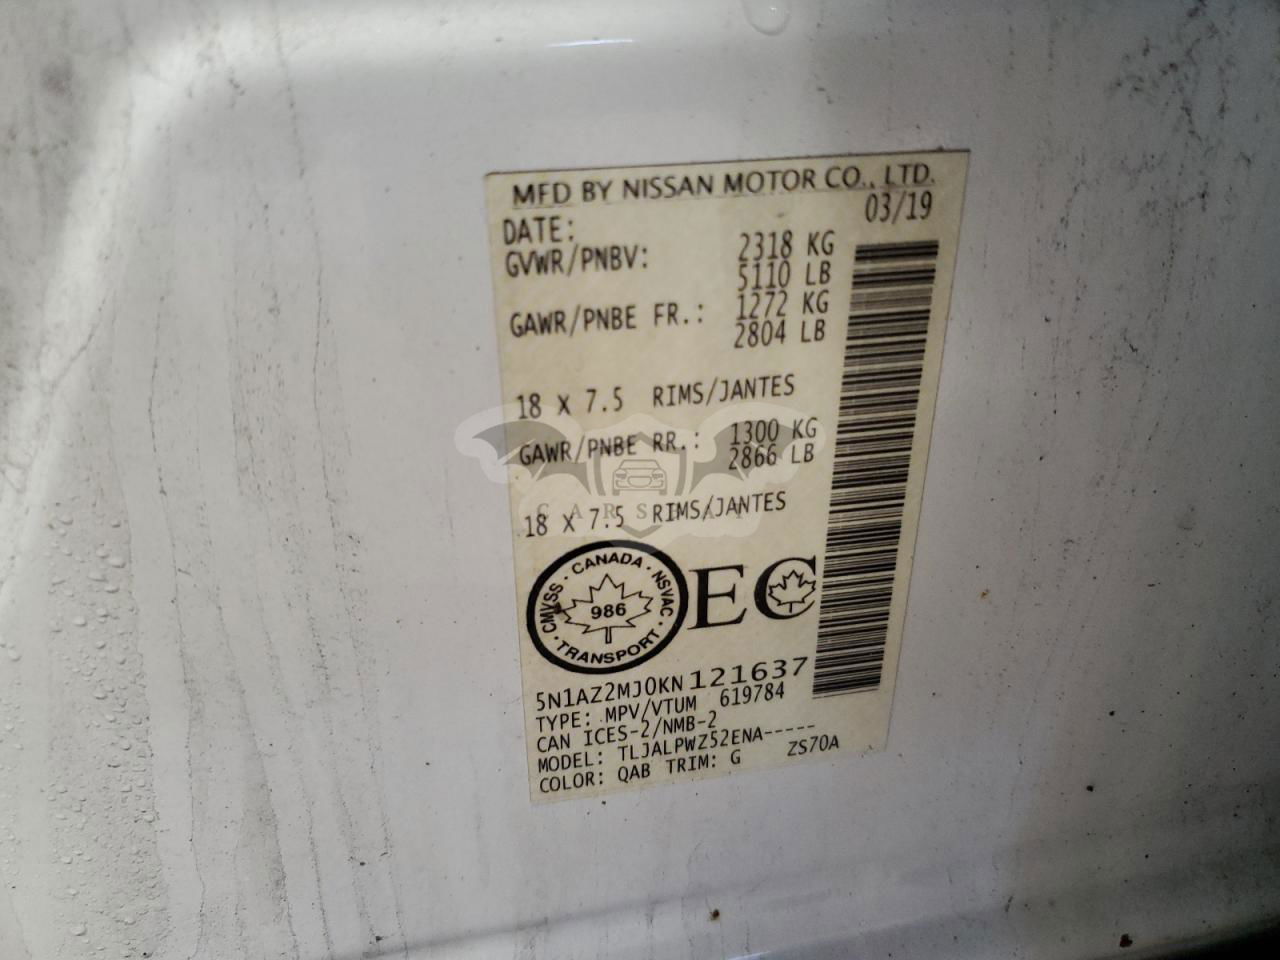 MFD BY NISSAN MOTOR CO., LTD.
DATE: 03/19
GVWR/PNBV: 2318 KG
5110 LB
GAWR/PNBE FR.: 1272 KG
2804 LB
18 X 7.5 RIMS/JANTES
GAWR/PNBE RR.: 1300 KG
2866 LB
18 X 7.5 RIMS/JANTES
CARSBAT
CMVSS · CANADA · NSVAC
986
· TRANSPORT ·
EC
5N1AZ2MJ0KN121637
TYPE: MPV/VTUM 619784
CAN ICES-2/NMB-2
MODEL: TLJALPWZ52ENA-----
COLOR: QAB TRIM: G ZS70A